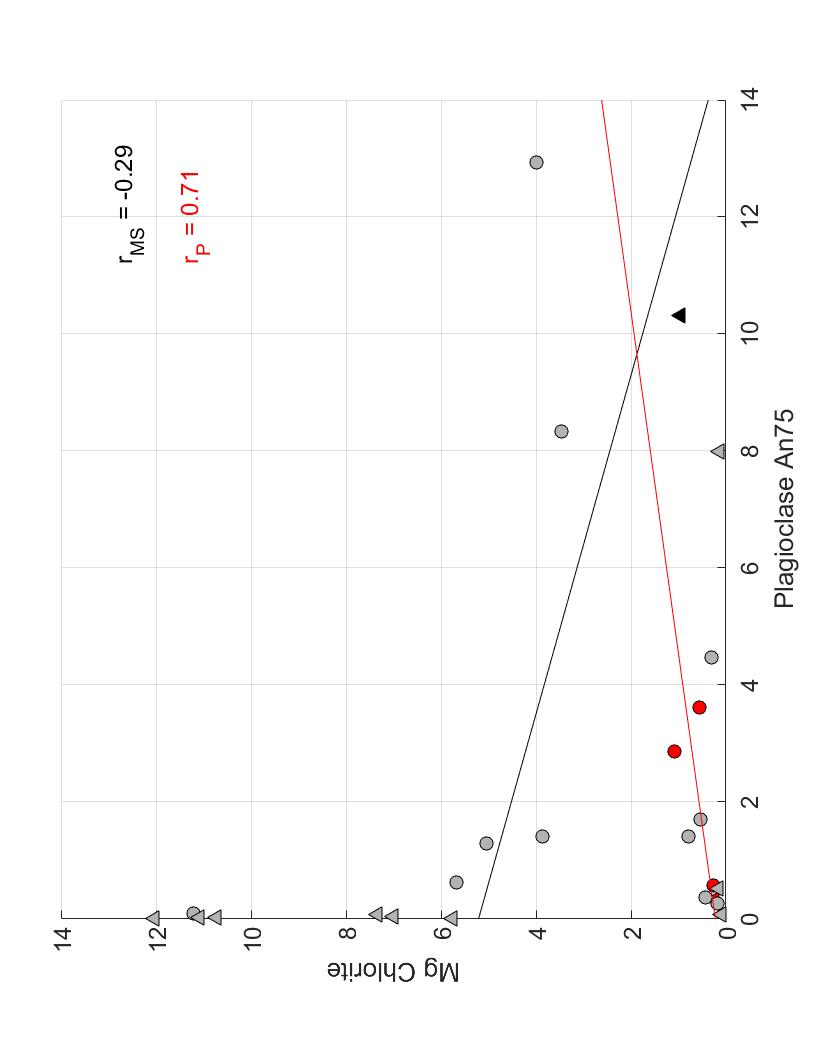 14
12
10
8
6
4
2
0
Mg Chlorite
r_MS = -0.29
r_P = 0.71
0 2 4 6 8 10 12 14
Plagioclase An75